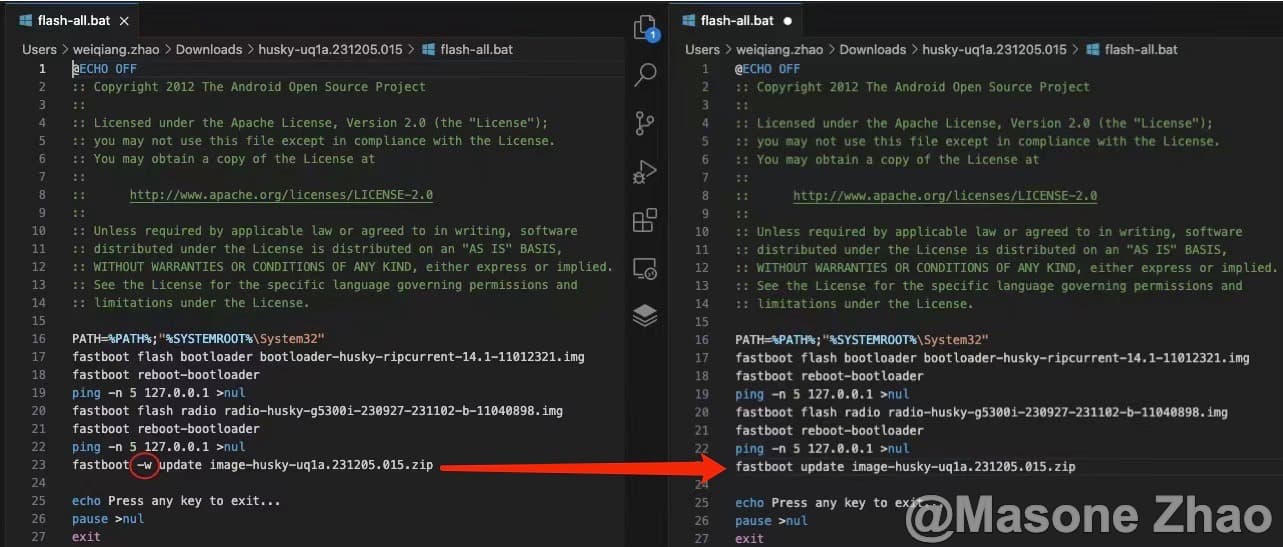 flash-all.bat
Users > weiqiang.zhao > Downloads > husky-uq1a.231205.015 > flash-all.bat
1 @ECHO OFF
2 :: Copyright 2012 The Android Open Source Project
3 ::
4 :: Licensed under the Apache License, Version 2.0 (the "License");
5 :: you may not use this file except in compliance with the License.
6 :: You may obtain a copy of the License at
7 ::
8 :: http://www.apache.org/licenses/LICENSE-2.0
9 ::
10 :: Unless required by applicable law or agreed to in writing, software
11 :: distributed under the License is distributed on an "AS IS" BASIS,
12 :: WITHOUT WARRANTIES OR CONDITIONS OF ANY KIND, either express or implied.
13 :: See the License for the specific language governing permissions and
14 :: limitations under the License.
15
16 PATH=%PATH%;"%SYSTEMROOT%\System32"
17 fastboot flash bootloader bootloader-husky-ripcurrent-14.1-11012321.img
18 fastboot reboot-bootloader
19 ping -n 5 127.0.0.1 >nul
20 fastboot flash radio radio-husky-g5300i-230927-231102-b-11040898.img
21 fastboot reboot-bootloader
22 ping -n 5 127.0.0.1 >nul
23 fastboot -w update image-husky-uq1a.231205.015.zip
24
25 echo Press any key to exit...
26 pause >nul
27 exit
1
flash-all.bat
Users > weiqiang.zhao > Downloads > husky-uq1a.231205.015 > flash-all.bat
1 @ECHO OFF
2 :: Copyright 2012 The Android Open Source Project
3 ::
4 :: Licensed under the Apache License, Version 2.0 (the "License");
5 :: you may not use this file except in compliance with the License.
6 :: You may obtain a copy of the License at
7 ::
8 :: http://www.apache.org/licenses/LICENSE-2.0
9 ::
10 :: Unless required by applicable law or agreed to in writing, software
11 :: distributed under the License is distributed on an "AS IS" BASIS,
12 :: WITHOUT WARRANTIES OR CONDITIONS OF ANY KIND, either express or implied.
13 :: See the License for the specific language governing permissions and
14 :: limitations under the License.
15
16 PATH=%PATH%;"%SYSTEMROOT%\System32"
17 fastboot flash bootloader bootloader-husky-ripcurrent-14.1-11012321.img
18 fastboot reboot-bootloader
19 ping -n 5 127.0.0.1 >nul
20 fastboot flash radio radio-husky-g5300i-230927-231102-b-11040898.img
21 fastboot reboot-bootloader
22 ping -n 5 127.0.0.1 >nul
fastboot update image-husky-uq1a.231205.015.zip
24
25 echo Press any key to exit...
26 pause >nul
27 exit
@Masone Zhao